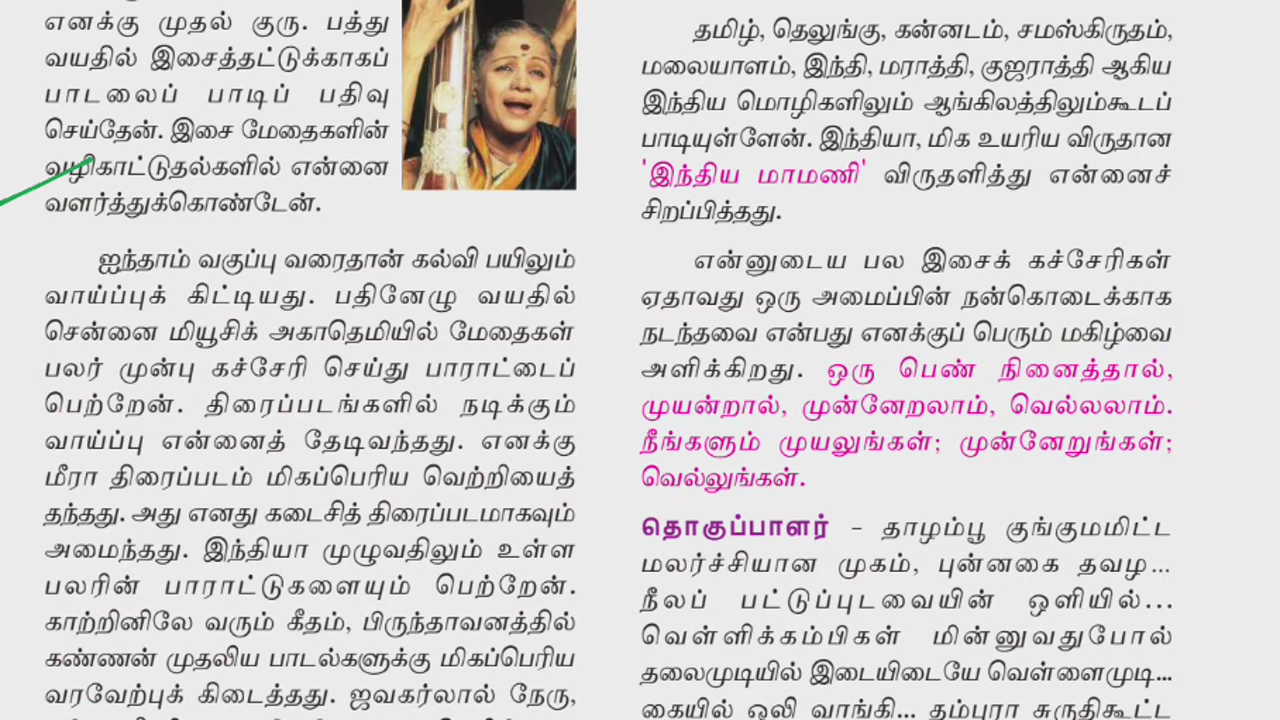 எனக்கு முதல் குரு. பத்து
வயதில் இசைத்தட்டுக்காகப்
பாடலைப் பாடிப் பதிவு
செய்தேன். இசை மேதைகளின்
வழிகாட்டுதல்களில் என்னை
வளர்த்துக்கொண்டேன்.
ஐந்தாம் வகுப்பு வரைதான் கல்வி பயிலும்
வாய்ப்புக் கிட்டியது. பதினேழு வயதில்
சென்னை மியூசிக் அகாதெமியில் மேதைகள்
பலர் முன்பு கச்சேரி செய்து பாராட்டைப்
பெற்றேன். திரைப்படங்களில் நடிக்கும்
வாய்ப்பு என்னைத் தேடிவந்தது. எனக்கு
மீரா திரைப்படம் மிகப்பெரிய வெற்றியைத்
தந்தது. அது எனது கடைசித் திரைப்படமாகவும்
அமைந்தது. இந்தியா முழுவதிலும் உள்ள
பலரின் பாராட்டுகளையும் பெற்றேன்.
காற்றினிலே வரும் கீதம், பிருந்தாவனத்தில்
கண்ணன் முதலிய பாடல்களுக்கு மிகப்பெரிய
வரவேற்புக் கிடைத்தது. ஜவகர்லால் நேரு,
தமிழ், தெலுங்கு, கன்னடம், சமஸ்கிருதம்,
மலையாளம், இந்தி, மராத்தி, குஜராத்தி ஆகிய
இந்திய மொழிகளிலும் ஆங்கிலத்திலும்கூடப்
பாடியுள்ளேன். இந்தியா, மிக உயரிய விருதான
'இந்திய மாமணி' விருதளித்து என்னைச்
சிறப்பித்தது.
என்னுடைய பல இசைக் கச்சேரிகள்
ஏதாவது ஒரு அமைப்பின் நன்கொடைக்காக
நடந்தவை என்பது எனக்குப் பெரும் மகிழ்வை
அளிக்கிறது. ஒரு பெண் நினைத்தால்,
முயன்றால், முன்னேறலாம், வெல்லலாம்.
நீங்களும் முயலுங்கள்; முன்னேறுங்கள்;
வெல்லுங்கள்.
தொகுப்பாளர் – தாழம்பூ குங்குமமிட்ட
மலர்ச்சியான முகம், புன்னகை தவழ...
நீலப் பட்டுப்புடவையின் ஒளியில்...
வெள்ளிக்கம்பிகள் மின்னுவதுபோல்
தலைமுடியில் இடையிடையே வெள்ளைமுடி...
கையில் ஒலி வாங்கி... தம்புரா சுருதிகூட்ட